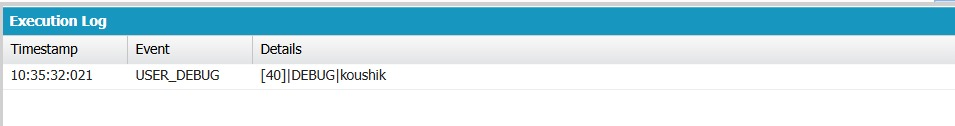 Execution Log
Timestamp Event Details
10:35:32:021 USER_DEBUG [40]|DEBUG|koushik